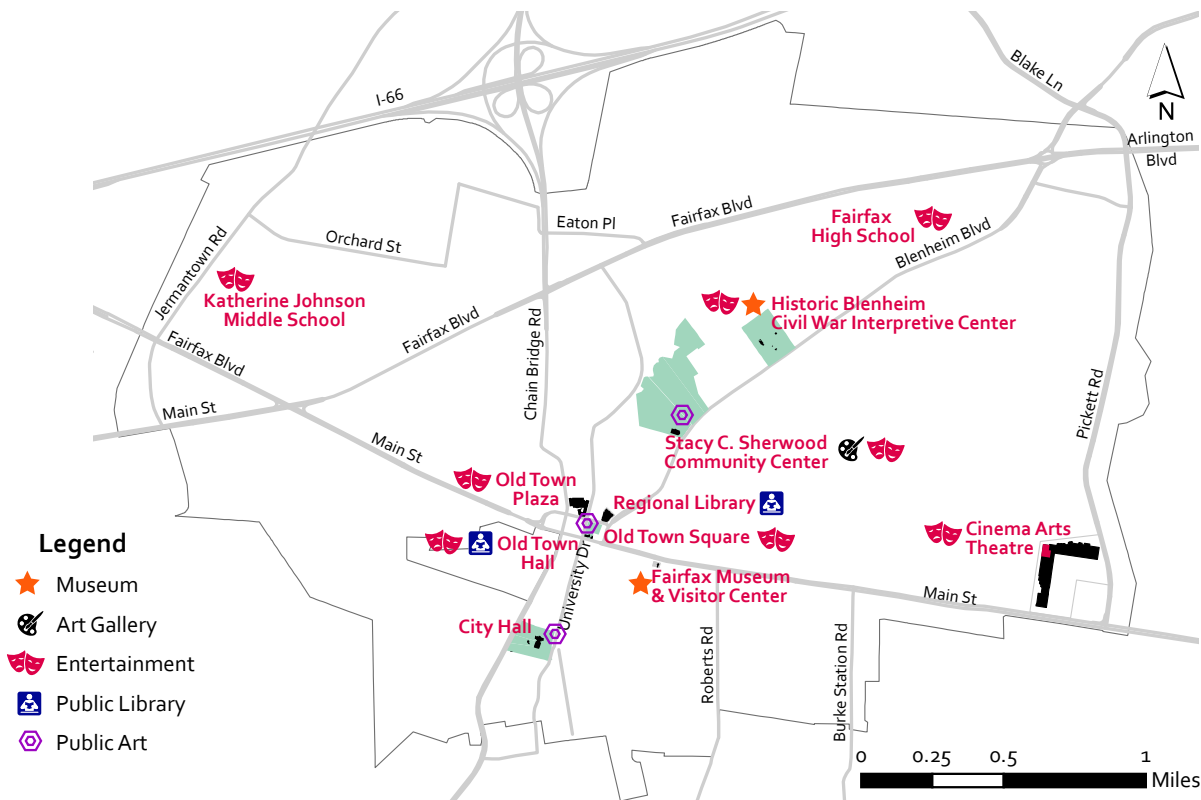 Blake Ln
I-66
N
Arlington
Blvd
Fairfax Blvd
Eaton Pl
Fairfax
High School
Orchard St
Blenheim Blvd
Jermantown Rd
Katherine Johnson
Middle School
Historic Blenheim
Civil War Interpretive Center
Fairfax Blvd
Chain Bridge Rd
Fairfax Blvd
Pickett Rd
Main St
Main St
Stacy C. Sherwood
Community Center
Old Town
Plaza
Regional Library
Old Town
Hall
Old Town Square
Cinema Arts
Theatre
University Dr
Fairfax Museum
& Visitor Center
Main St
City Hall
Roberts Rd
Burke Station Rd
Legend
Museum
Art Gallery
Entertainment
Public Library
Public Art
0 0.25 0.5 1
Miles